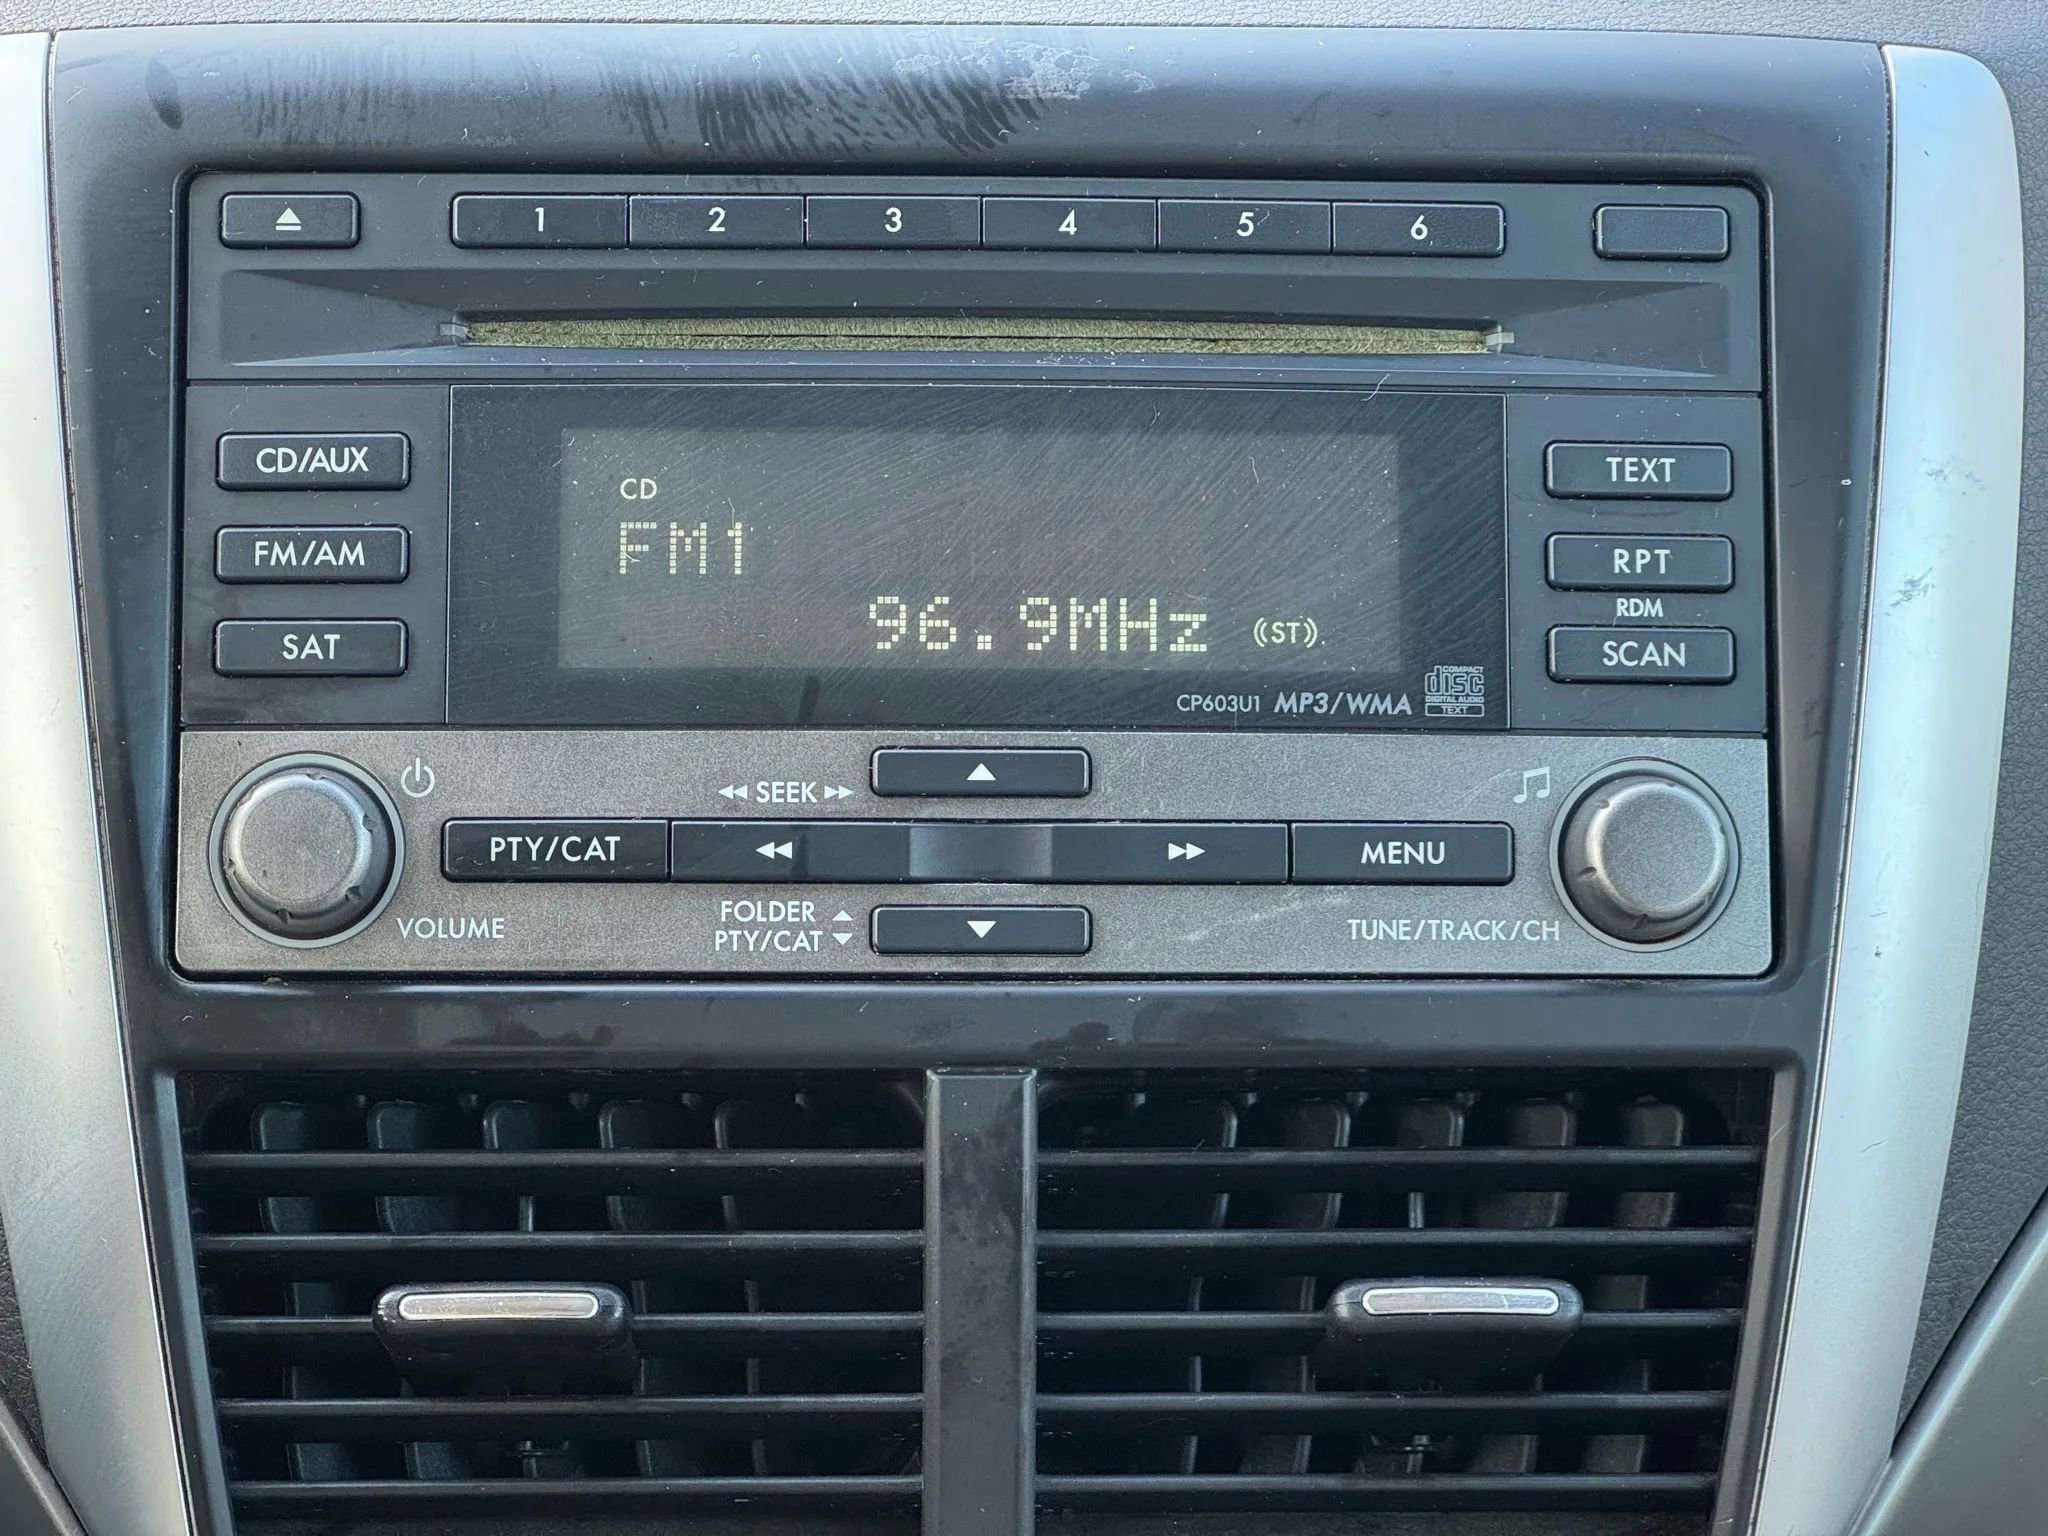 1 2 3 4 5 6
CD/AUX
FM/AM
SAT
CD
FM1
96.9MHz ((ST))
CP603U1 MP3/WMA
COMPACT
disc
DIGITAL AUDIO
TEXT
TEXT
RPT
RDM
SCAN
SEEK
PTY/CAT
MENU
VOLUME
FOLDER
PTY/CAT
TUNE/TRACK/CH